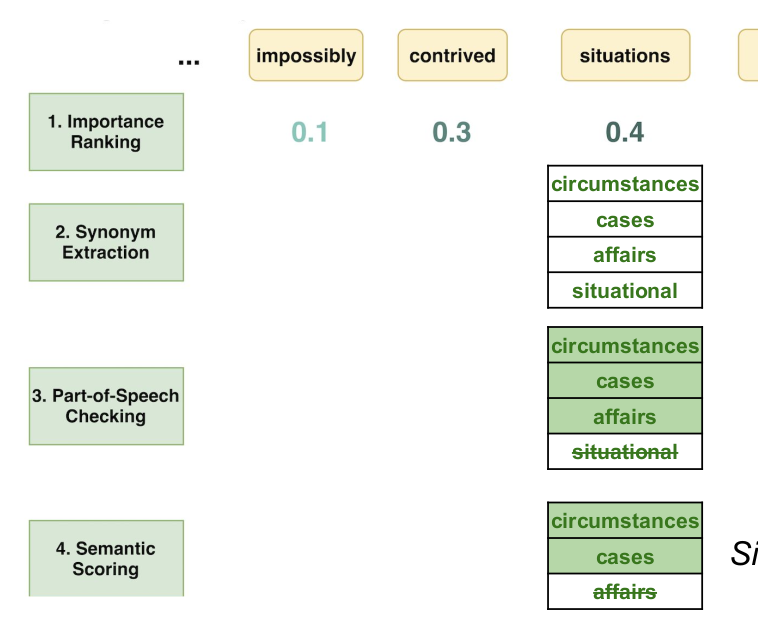 ... impossibly contrived situations
1. Importance
Ranking
0.1 0.3 0.4
2. Synonym
Extraction
circumstances
cases
affairs
situational
3. Part-of-Speech
Checking
circumstances
cases
affairs
situational
4. Semantic
Scoring
circumstances
cases
affairs